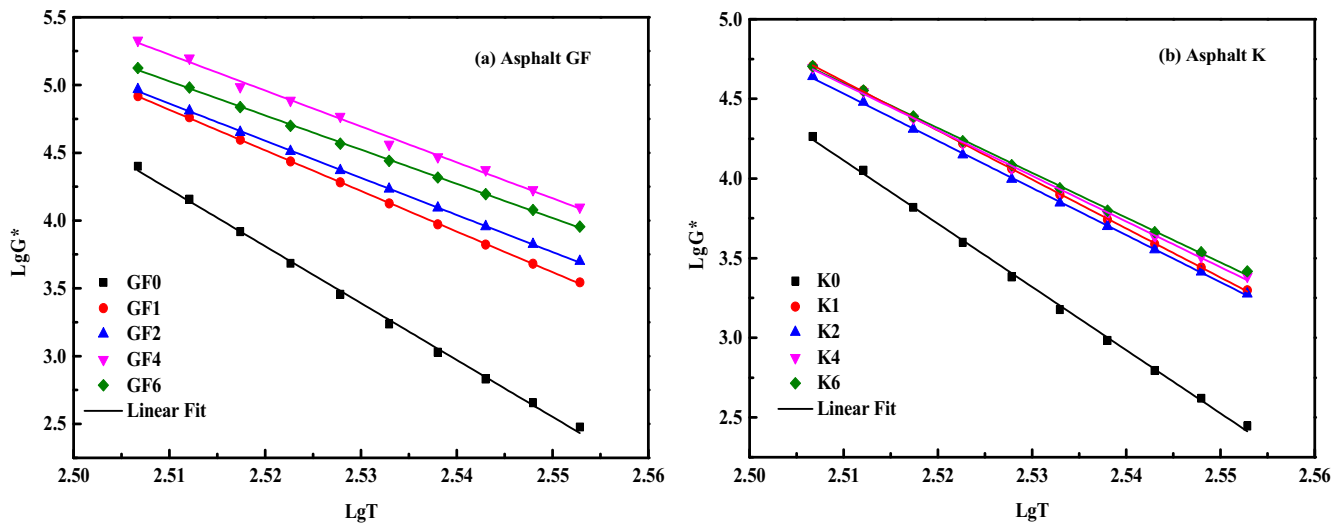 5.5
5.0
4.5
4.0
3.5
3.0
2.5
LgG*
(a) Asphalt GF
GF0
GF1
GF2
GF4
GF6
Linear Fit
2.50 2.51 2.52 2.53 2.54 2.55 2.56
LgT
5.0
4.5
4.0
3.5
3.0
2.5
LgG*
(b) Asphalt K
K0
K1
K2
K4
K6
Linear Fit
2.50 2.51 2.52 2.53 2.54 2.55 2.56
LgT